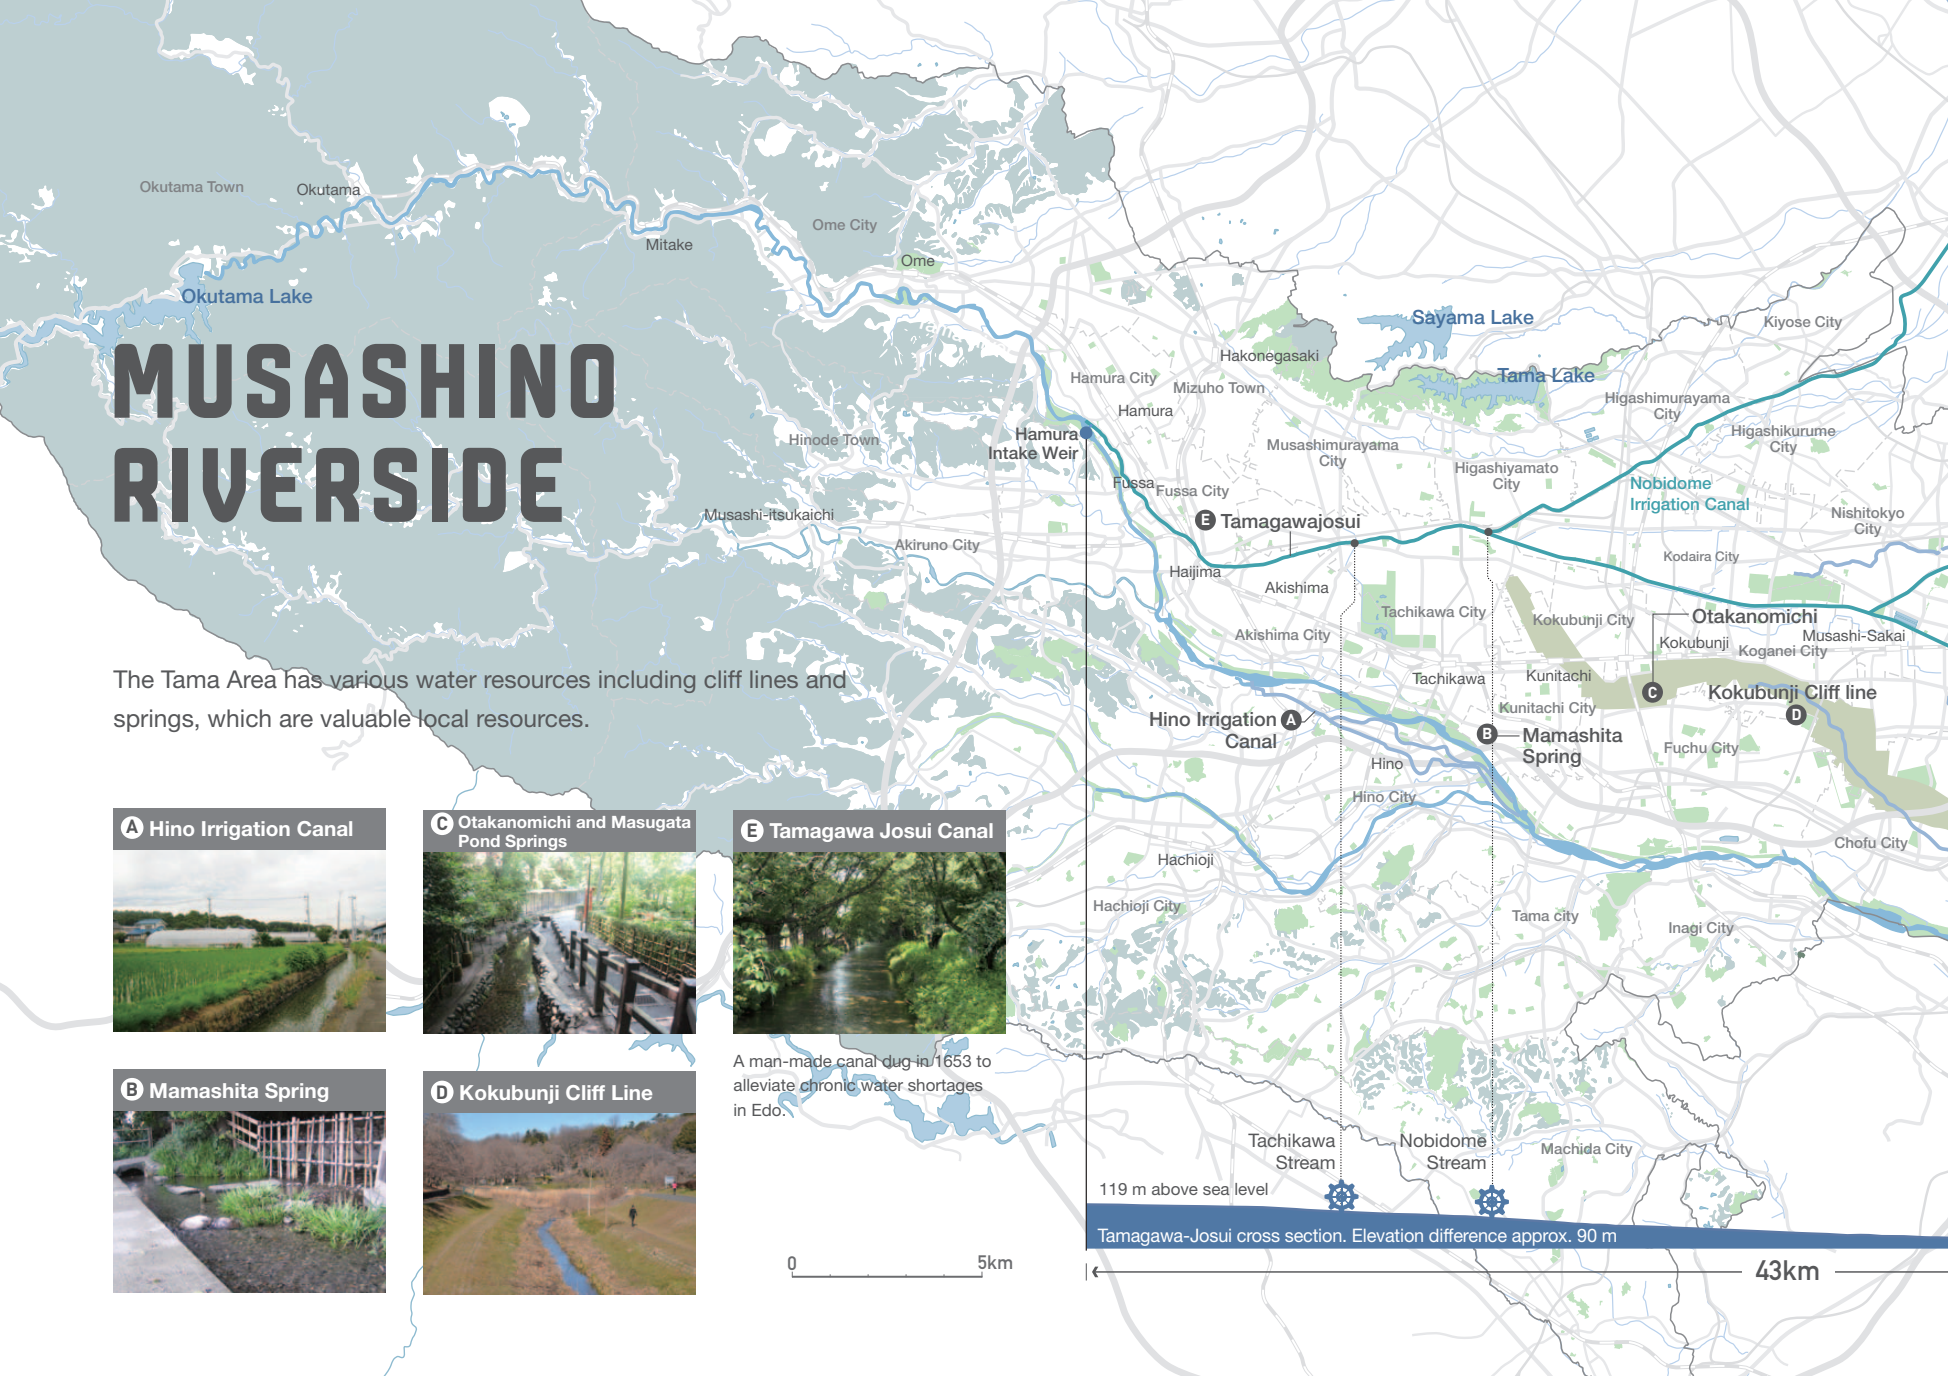 MUSASHINO
RIVERSIDE
The Tama Area has various water resources including cliff lines and
springs, which are valuable local resources.
Okutama Town
Okutama
Okutama Lake
Mitake
Ome City
Ome
Hinode Town
Musashi-itsukaichi
Akiruno City
Hamura
Intake Weir
Hamura City
Hamura
Mizuho Town
Hakonegasaki
Sayama Lake
Tama Lake
Kiyose City
Higashimurayama
City
Higashikurume
City
Musashimurayama
City
Higashiyamato
City
Nobidome
Irrigation Canal
Nishitokyo
City
Fussa
Fussa City
E Tamagawajosui
Haijima
Akishima
Akishima City
Tachikawa City
Kokubunji City
Kodaira City
Otakanomichi
Kokubunji
Koganei City
Musashi-Sakai
Tachikawa
Kunitachi
Kunitachi City
C
Kokubunji Cliff line
D
Hino Irrigation A
Canal
B Mamashita
Spring
Fuchu City
Hino
Hino City
Chofu City
Hachioji
Hachioji City
Tama city
Inagi City
Machida City
A Hino Irrigation Canal
B Mamashita Spring
C Otakanomichi and Masugata
Pond Springs
D Kokubunji Cliff Line
E Tamagawa Josui Canal
A man-made canal dug in 1653 to
alleviate chronic water shortages
in Edo.
0 5km
Tachikawa
Stream
Nobidome
Stream
119 m above sea level
Tamagawa-Josui cross section. Elevation difference approx. 90 m
43km